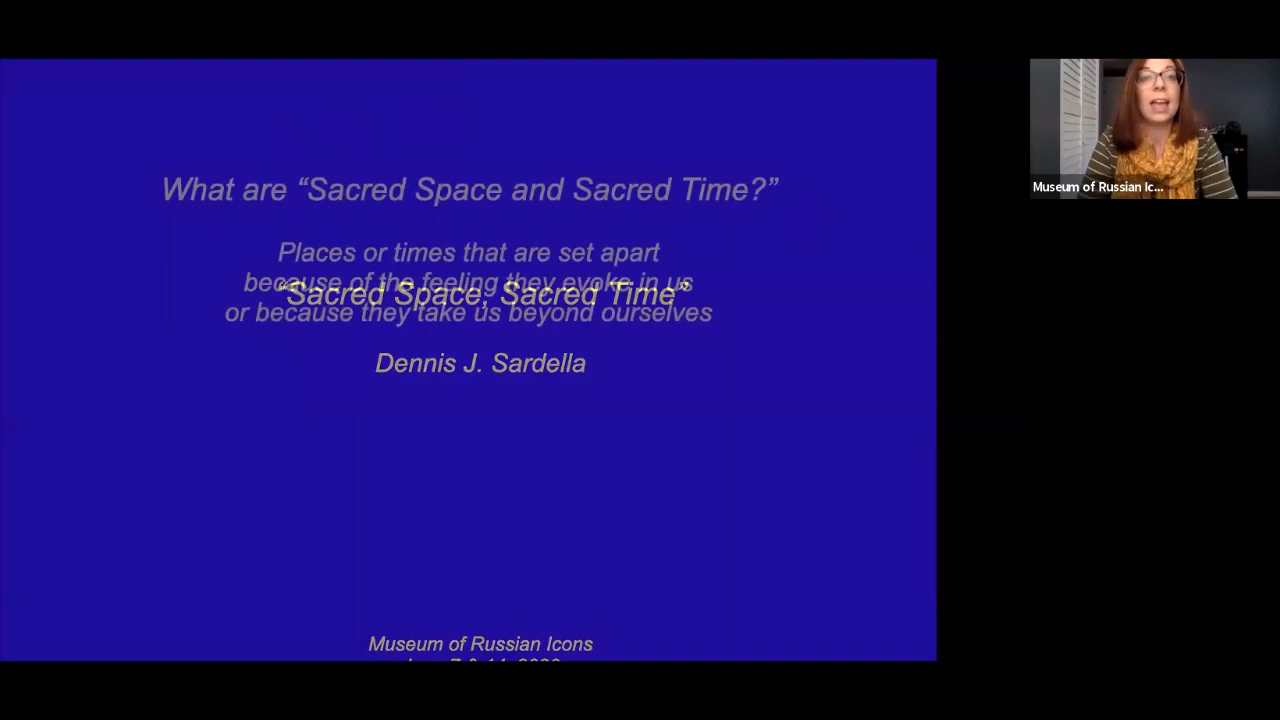 What are “Sacred Space and Sacred Time?”
Places or times that are set apart
because of the feeling they evoke in us
“Sacred Space, Sacred Time”
or because they take us beyond ourselves
Dennis J. Sardella
Museum of Russian Icons
Museum of Russian Ic...